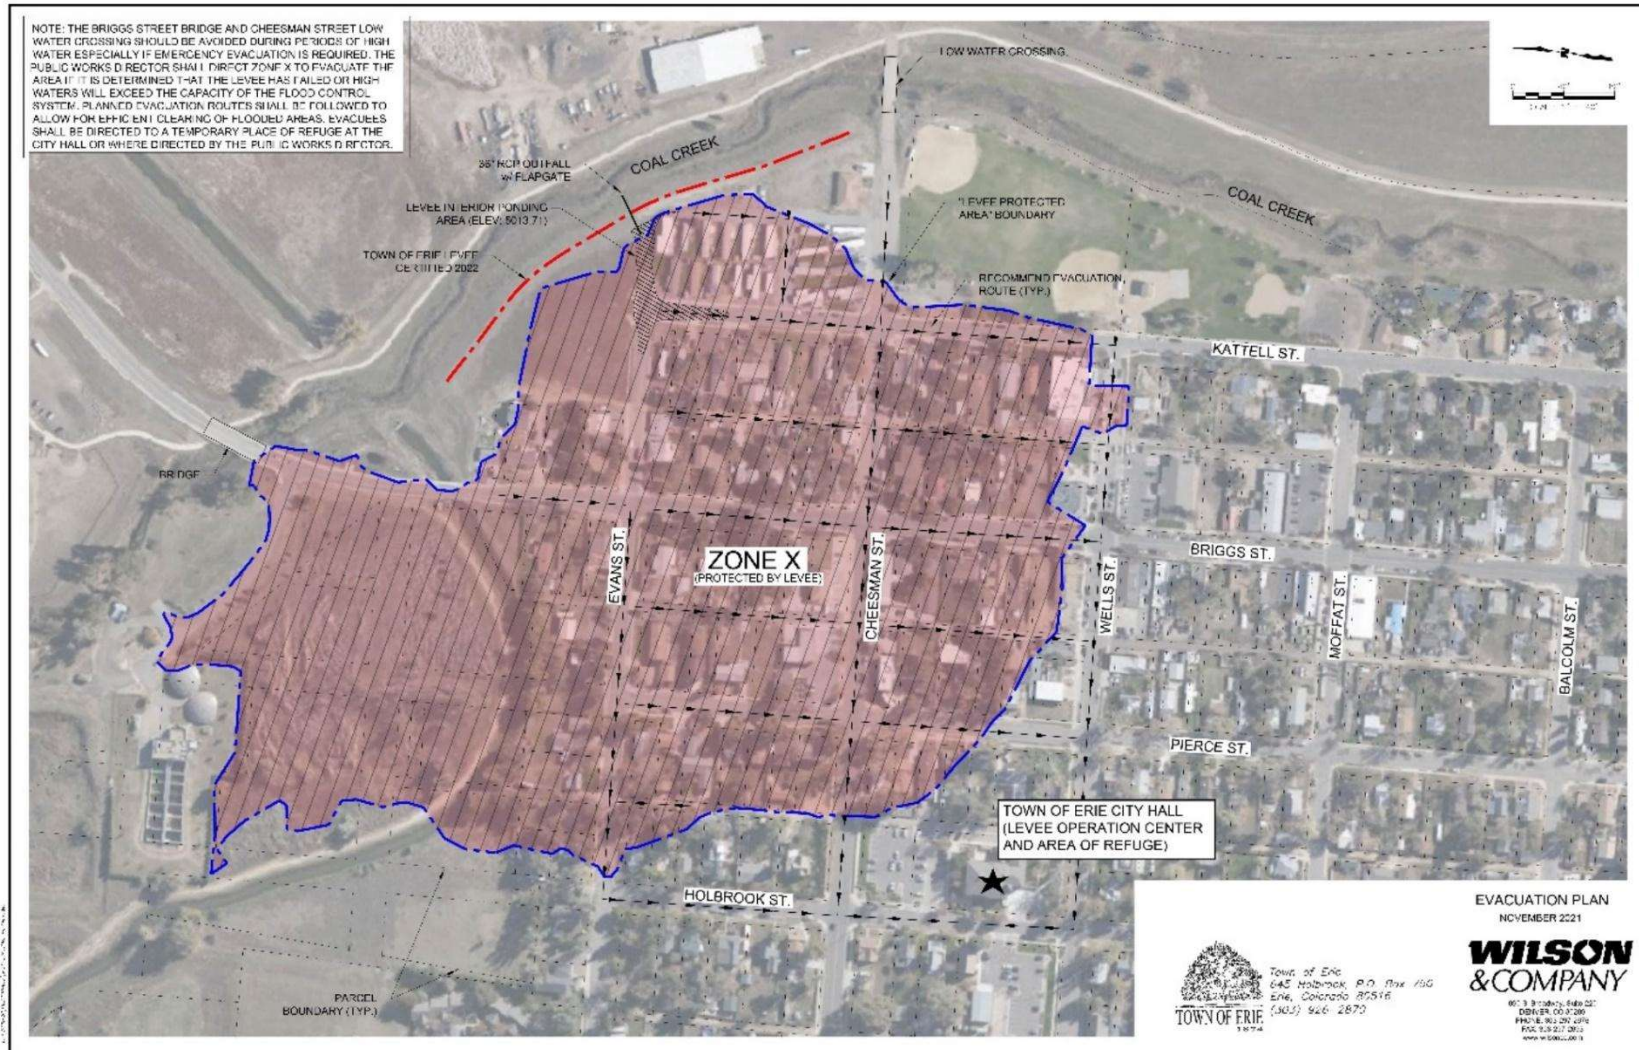 NOTE: THE BRIGGS STREET BRIDGE AND CHEESMAN STREET LOW
WATER CROSSING SHOULD BE AVOIDED DURING PERIODS OF HIGH
WATER ESPECIALLY IF EMERGENCY EVACUATION IS REQUIRED. THE
PUBLIC WORKS DIRECTOR SHALL DIRECT ZONE X TO EVACUATE THE
AREA IF IT IS DETERMINED THAT THE LEVEE HAS FAILED OR HIGH
WATERS WILL EXCEED THE CAPACITY OF THE FLOOD CONTROL
SYSTEM. PLANNED EVACUATION ROUTES SHALL BE FOLLOWED TO
ALLOW FOR EFFICIENT CLEARING OF FLOODED AREAS. EVACUEES
SHALL BE DIRECTED TO A TEMPORARY PLACE OF REFUGE AT THE
CITY HALL OR WHERE DIRECTED BY THE PUBLIC WORKS DIRECTOR.
LOW WATER CROSSING
N
COAL CREEK
36" RCP OUTFALL
w/ FLAPGATE
LEVEE INTERIOR PONDING
AREA (ELEV: 5013.71)
TOWN OF ERIE LEVEE
CERTIFIED 2022
"LEVEE PROTECTED
AREA" BOUNDARY
COAL CREEK
RECOMMEND EVACUATION
ROUTE (TYP.)
KATTELL ST.
BRIDGE
EVANS ST.
ZONE X
(PROTECTED BY LEVEE)
CHEESMAN ST.
WELLS ST.
BRIGGS ST.
MOFFAT ST.
BALCOLM ST.
PIERCE ST.
TOWN OF ERIE CITY HALL
(LEVEE OPERATION CENTER
AND AREA OF REFUGE)
HOLBROOK ST.
PARCEL
BOUNDARY (TYP.)
EVACUATION PLAN
NOVEMBER 2021
TOWN OF ERIE
1874
Town of Erie
645 Holbrook, P.O. Box 750
Erie, Colorado 80516
(303) 926-2870
WILSON
&COMPANY
DENVER, CO